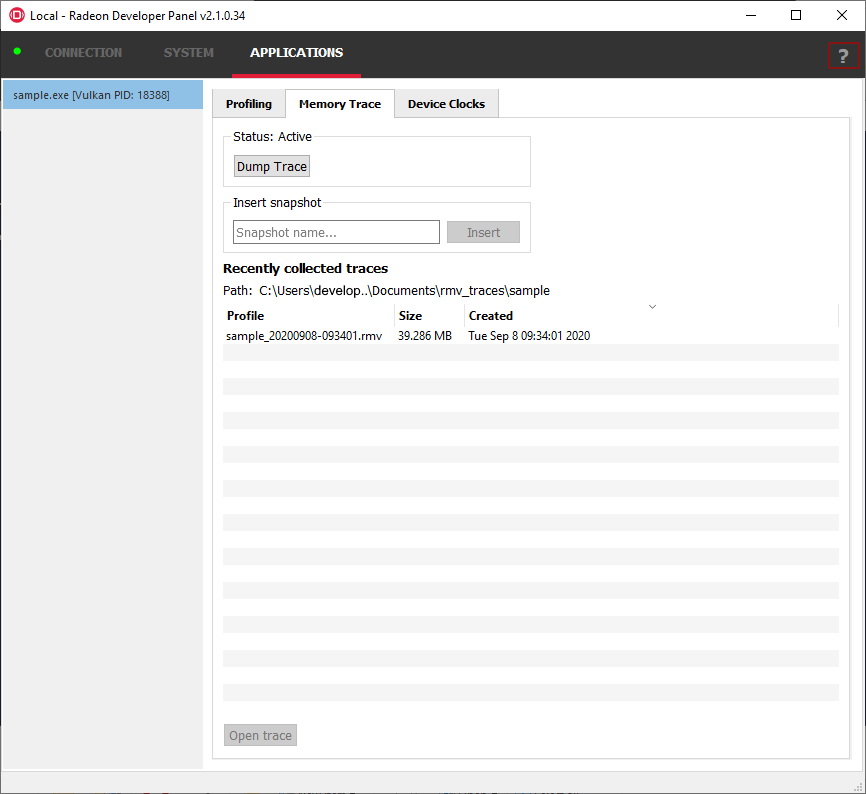 Local - Radeon Developer Panel v2.1.0.34
CONNECTION SYSTEM APPLICATIONS ?
sample.exe [Vulkan PID: 18388]
Profiling Memory Trace Device Clocks
Status: Active
Dump Trace
Insert snapshot
Snapshot name... Insert
Recently collected traces
Path: C:\Users\develop..\Documents\rmv_traces\sample
Profile Size Created
sample_20200908-093401.rmv 39.286 MB Tue Sep 8 09:34:01 2020
Open trace